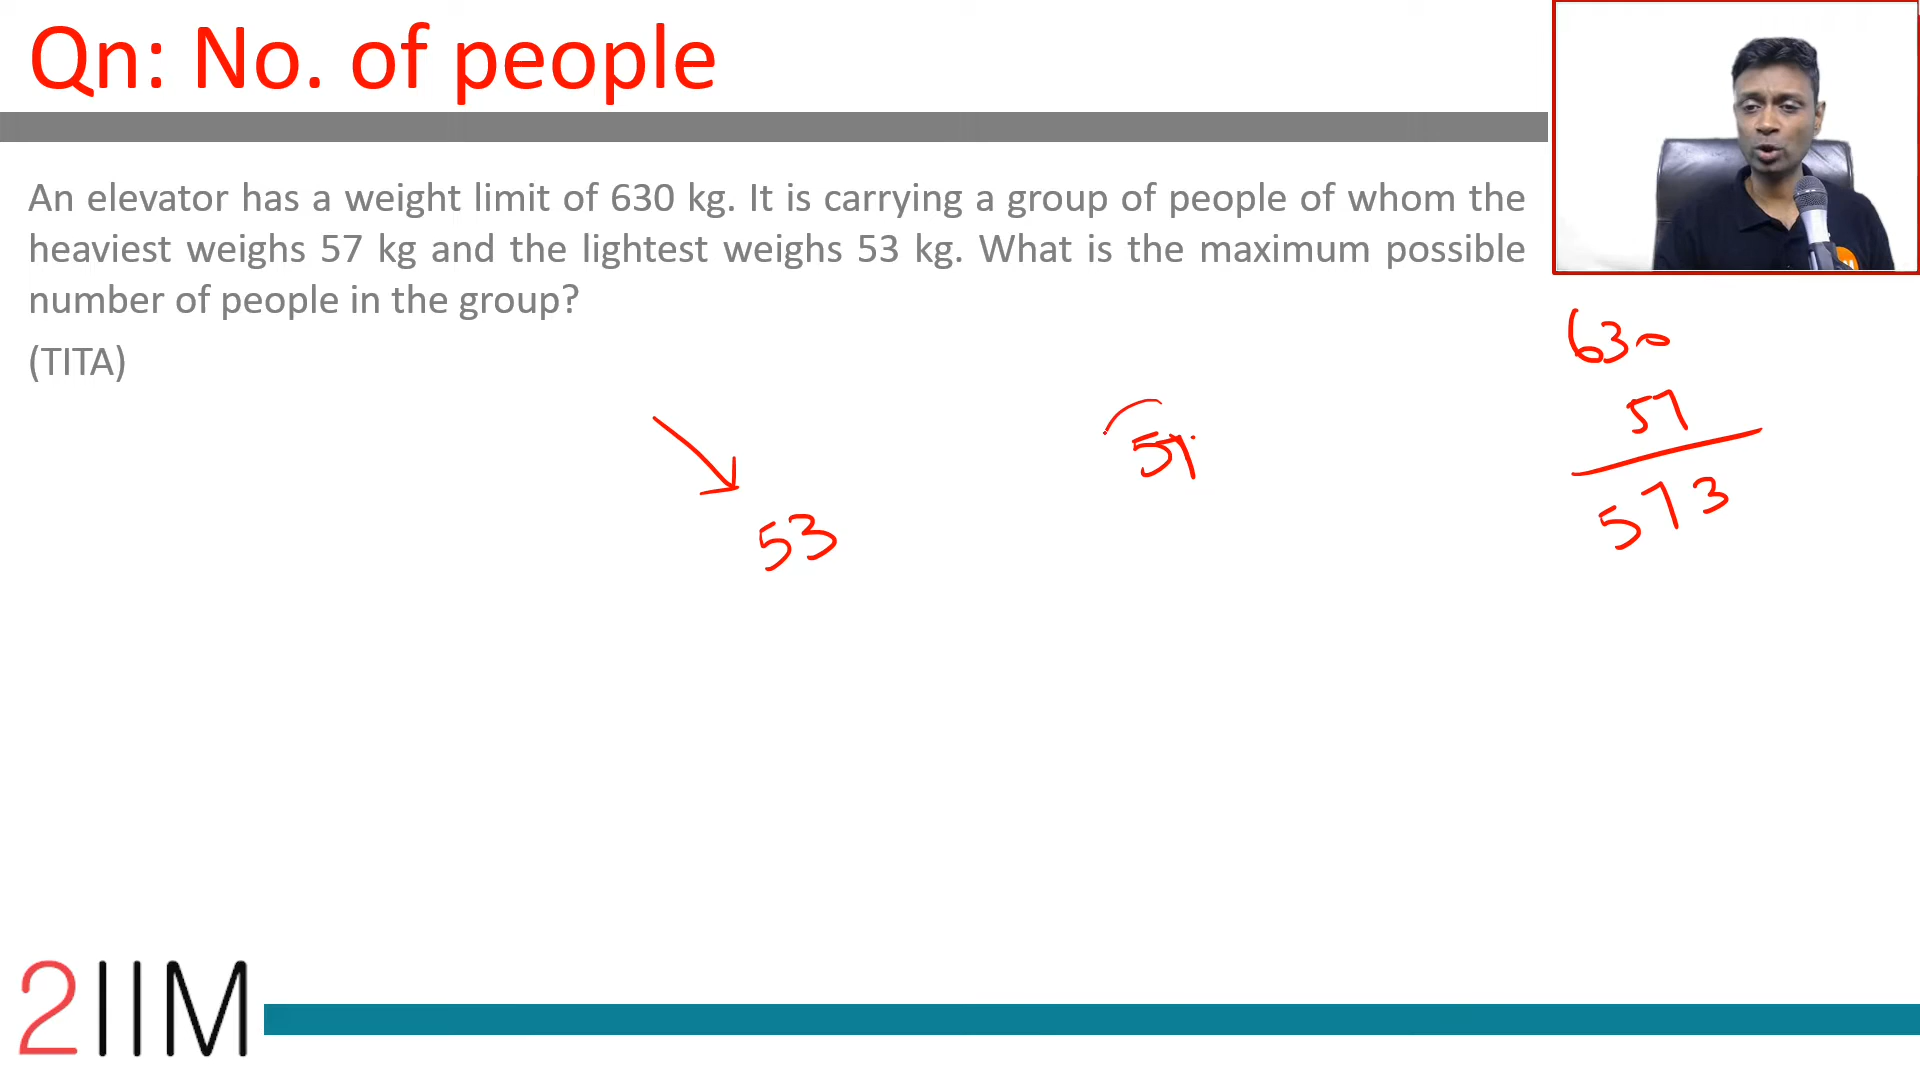 Qn: No. of people
An elevator has a weight limit of 630 kg. It is carrying a group of people of whom the
heaviest weighs 57 kg and the lightest weighs 53 kg. What is the maximum possible
number of people in the group?
(TITA)
630
57
573
57
53
2IIM